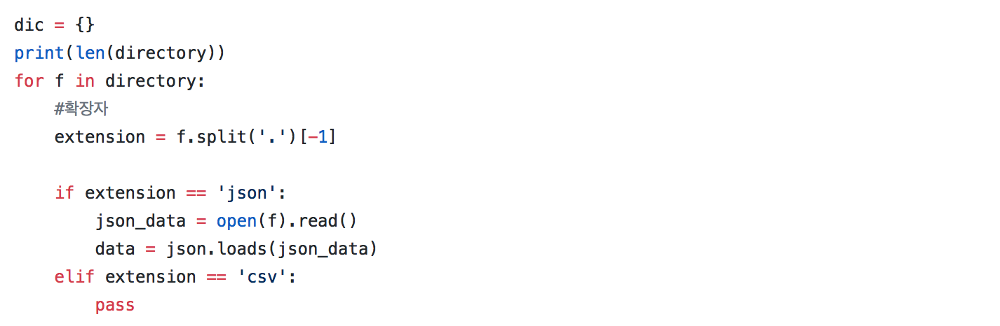 dic = {}
print(len(directory))
for f in directory:
    #확장자
    extension = f.split('.')[-1]
    if extension == 'json':
        json_data = open(f).read()
        data = json.loads(json_data)
    elif extension == 'csv':
        pass